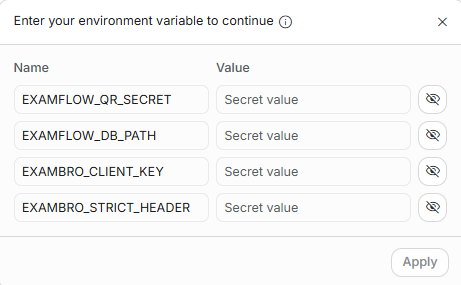 Enter your environment variable to continue
Name Value
EXAMFLOW_QR_SECRET Secret value
EXAMFLOW_DB_PATH Secret value
EXAMBRO_CLIENT_KEY Secret value
EXAMBRO_STRICT_HEADER Secret value
Apply